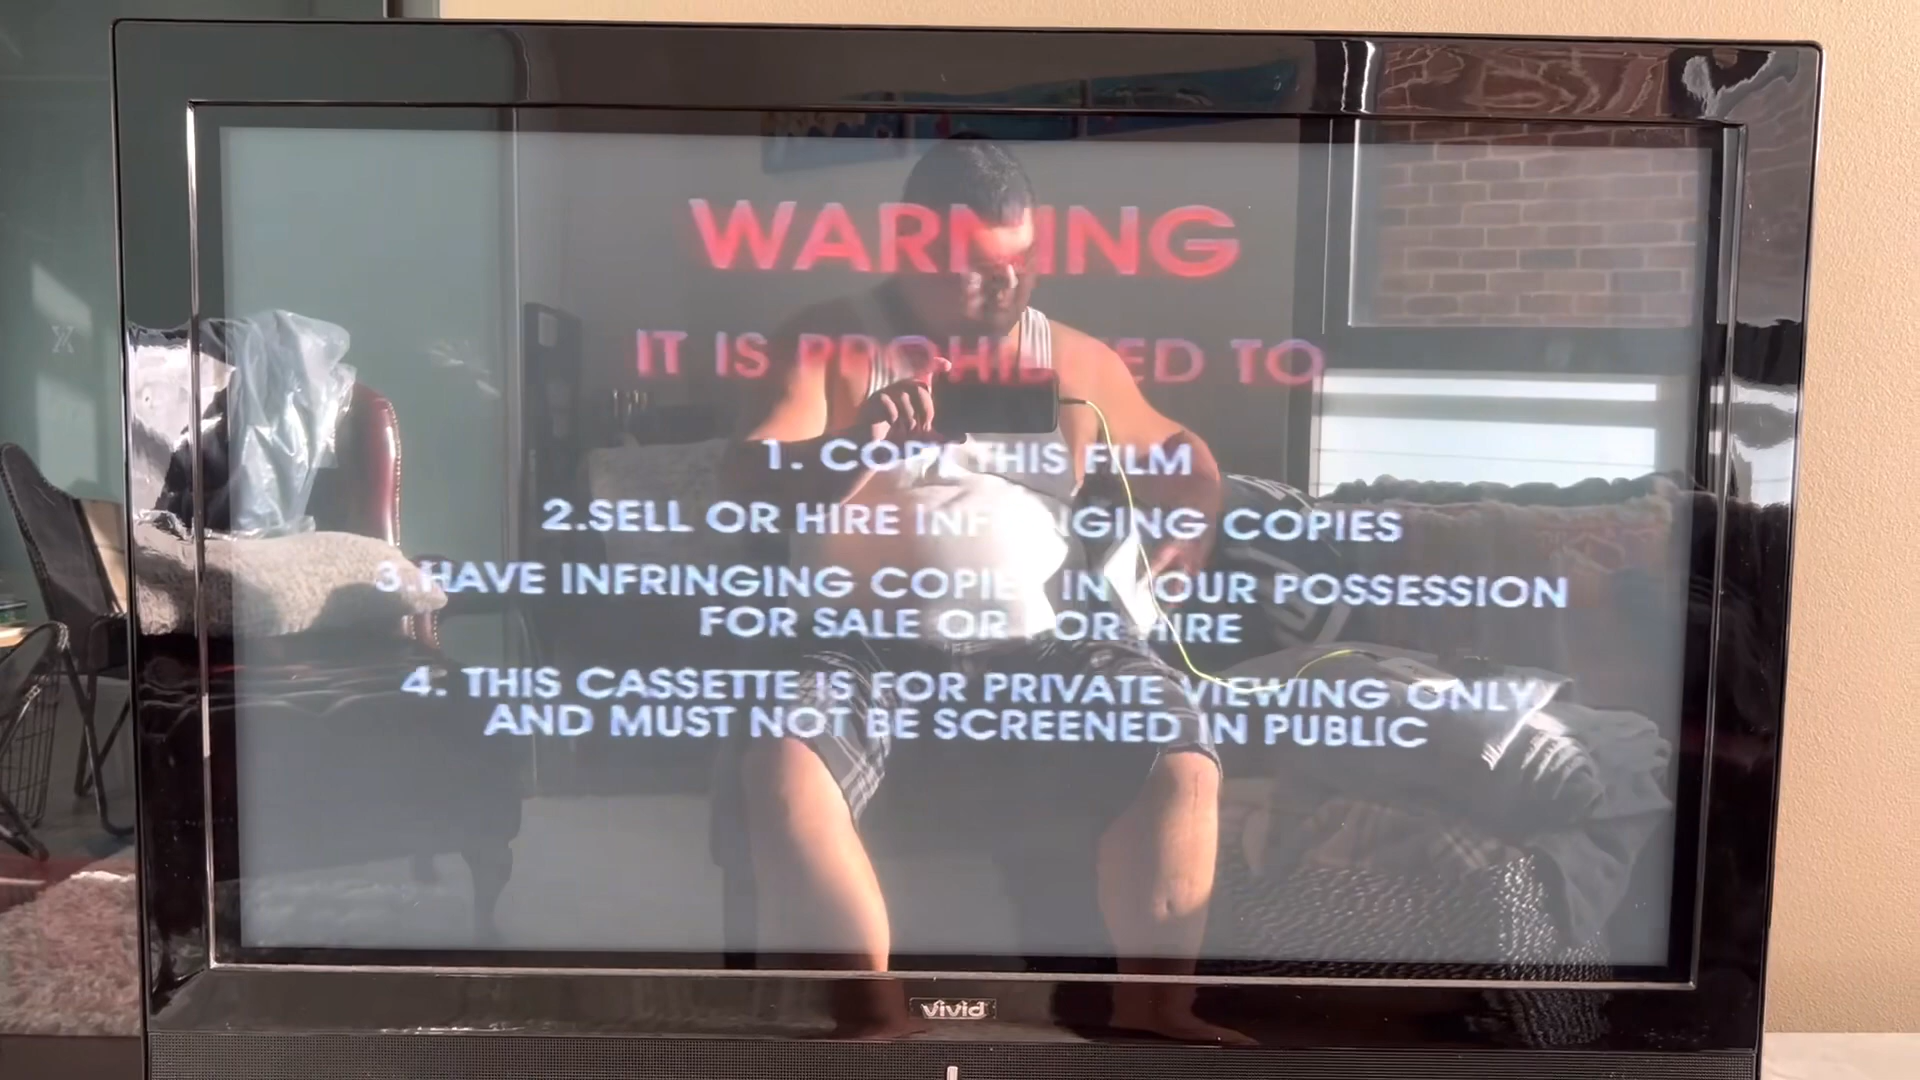 WARNING
IT IS PROHIBITED TO
1. COPY THIS FILM
2.SELL OR HIRE INFRINGING COPIES
3.HAVE INFRINGING COPIES IN YOUR POSSESSION
FOR SALE OR FOR HIRE
4. THIS CASSETTE IS FOR PRIVATE VIEWING ONLY
AND MUST NOT BE SCREENED IN PUBLIC
vivid